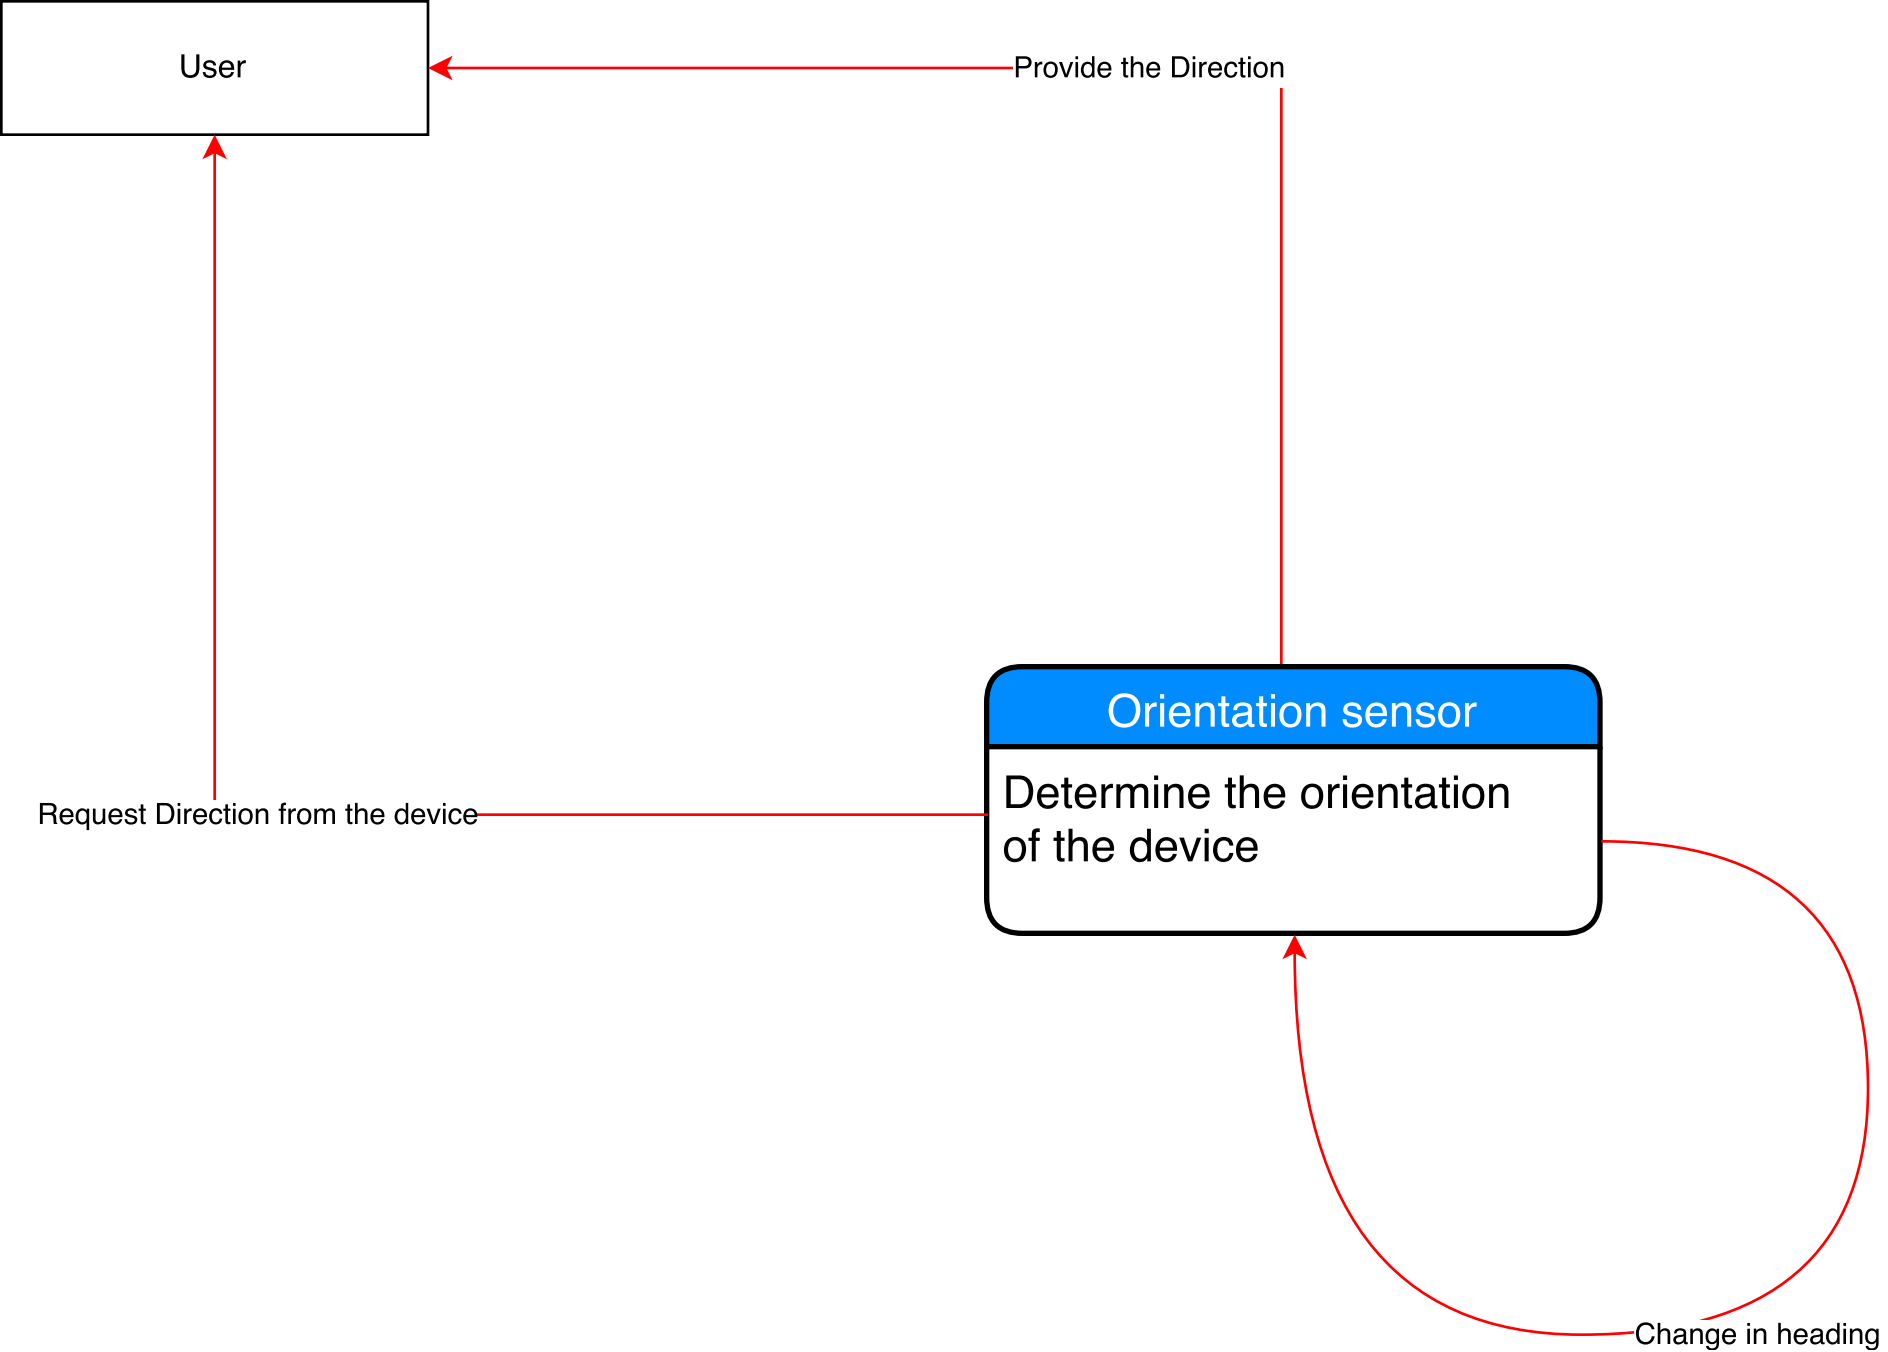 User
Provide the Direction
Orientation sensor
Determine the orientation
of the device
Request Direction from the device
Change in heading